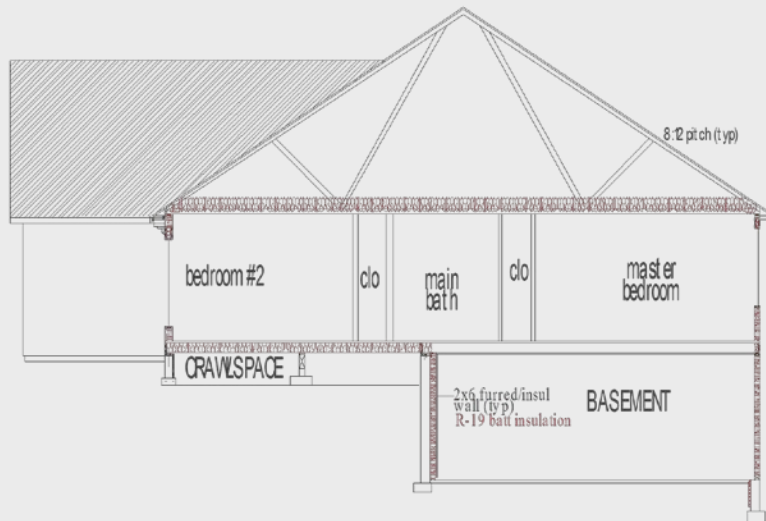 8:12 pitch (typ)
bedroom #2
clo
main
bath
clo
master
bedroom
CRAWLSPACE
2x6 furred/insul
wall (typ)
R-19 batt insulation
BASEMENT